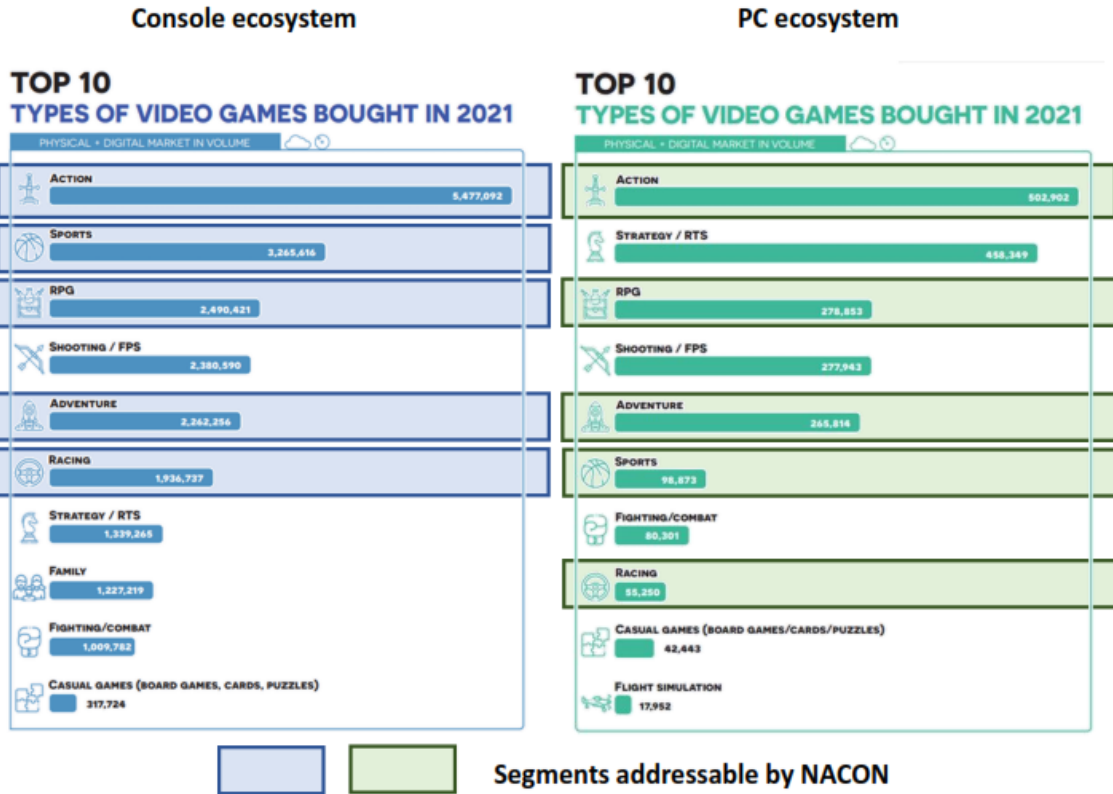 Console ecosystem
TOP 10
TYPES OF VIDEO GAMES BOUGHT IN 2021
PHYSICAL + DIGITAL MARKET IN VOLUME
ACTION
5,477,092
SPORTS
3,265,616
RPG
2,490,421
SHOOTING / FPS
2,380,590
ADVENTURE
2,262,256
RACING
1,936,737
STRATEGY / RTS
1,339,265
FAMILY
1,227,219
FIGHTING/COMBAT
1,009,782
CASUAL GAMES (BOARD GAMES, CARDS, PUZZLES)
317,724
PC ecosystem
TOP 10
TYPES OF VIDEO GAMES BOUGHT IN 2021
PHYSICAL + DIGITAL MARKET IN VOLUME
ACTION
502,902
STRATEGY / RTS
458,349
RPG
278,853
SHOOTING / FPS
277,943
ADVENTURE
265,814
SPORTS
98,873
FIGHTING/COMBAT
80,301
RACING
55,250
CASUAL GAMES (BOARD GAMES/CARDS/PUZZLES)
42,443
FLIGHT SIMULATION
17,952
Segments addressable by NACON